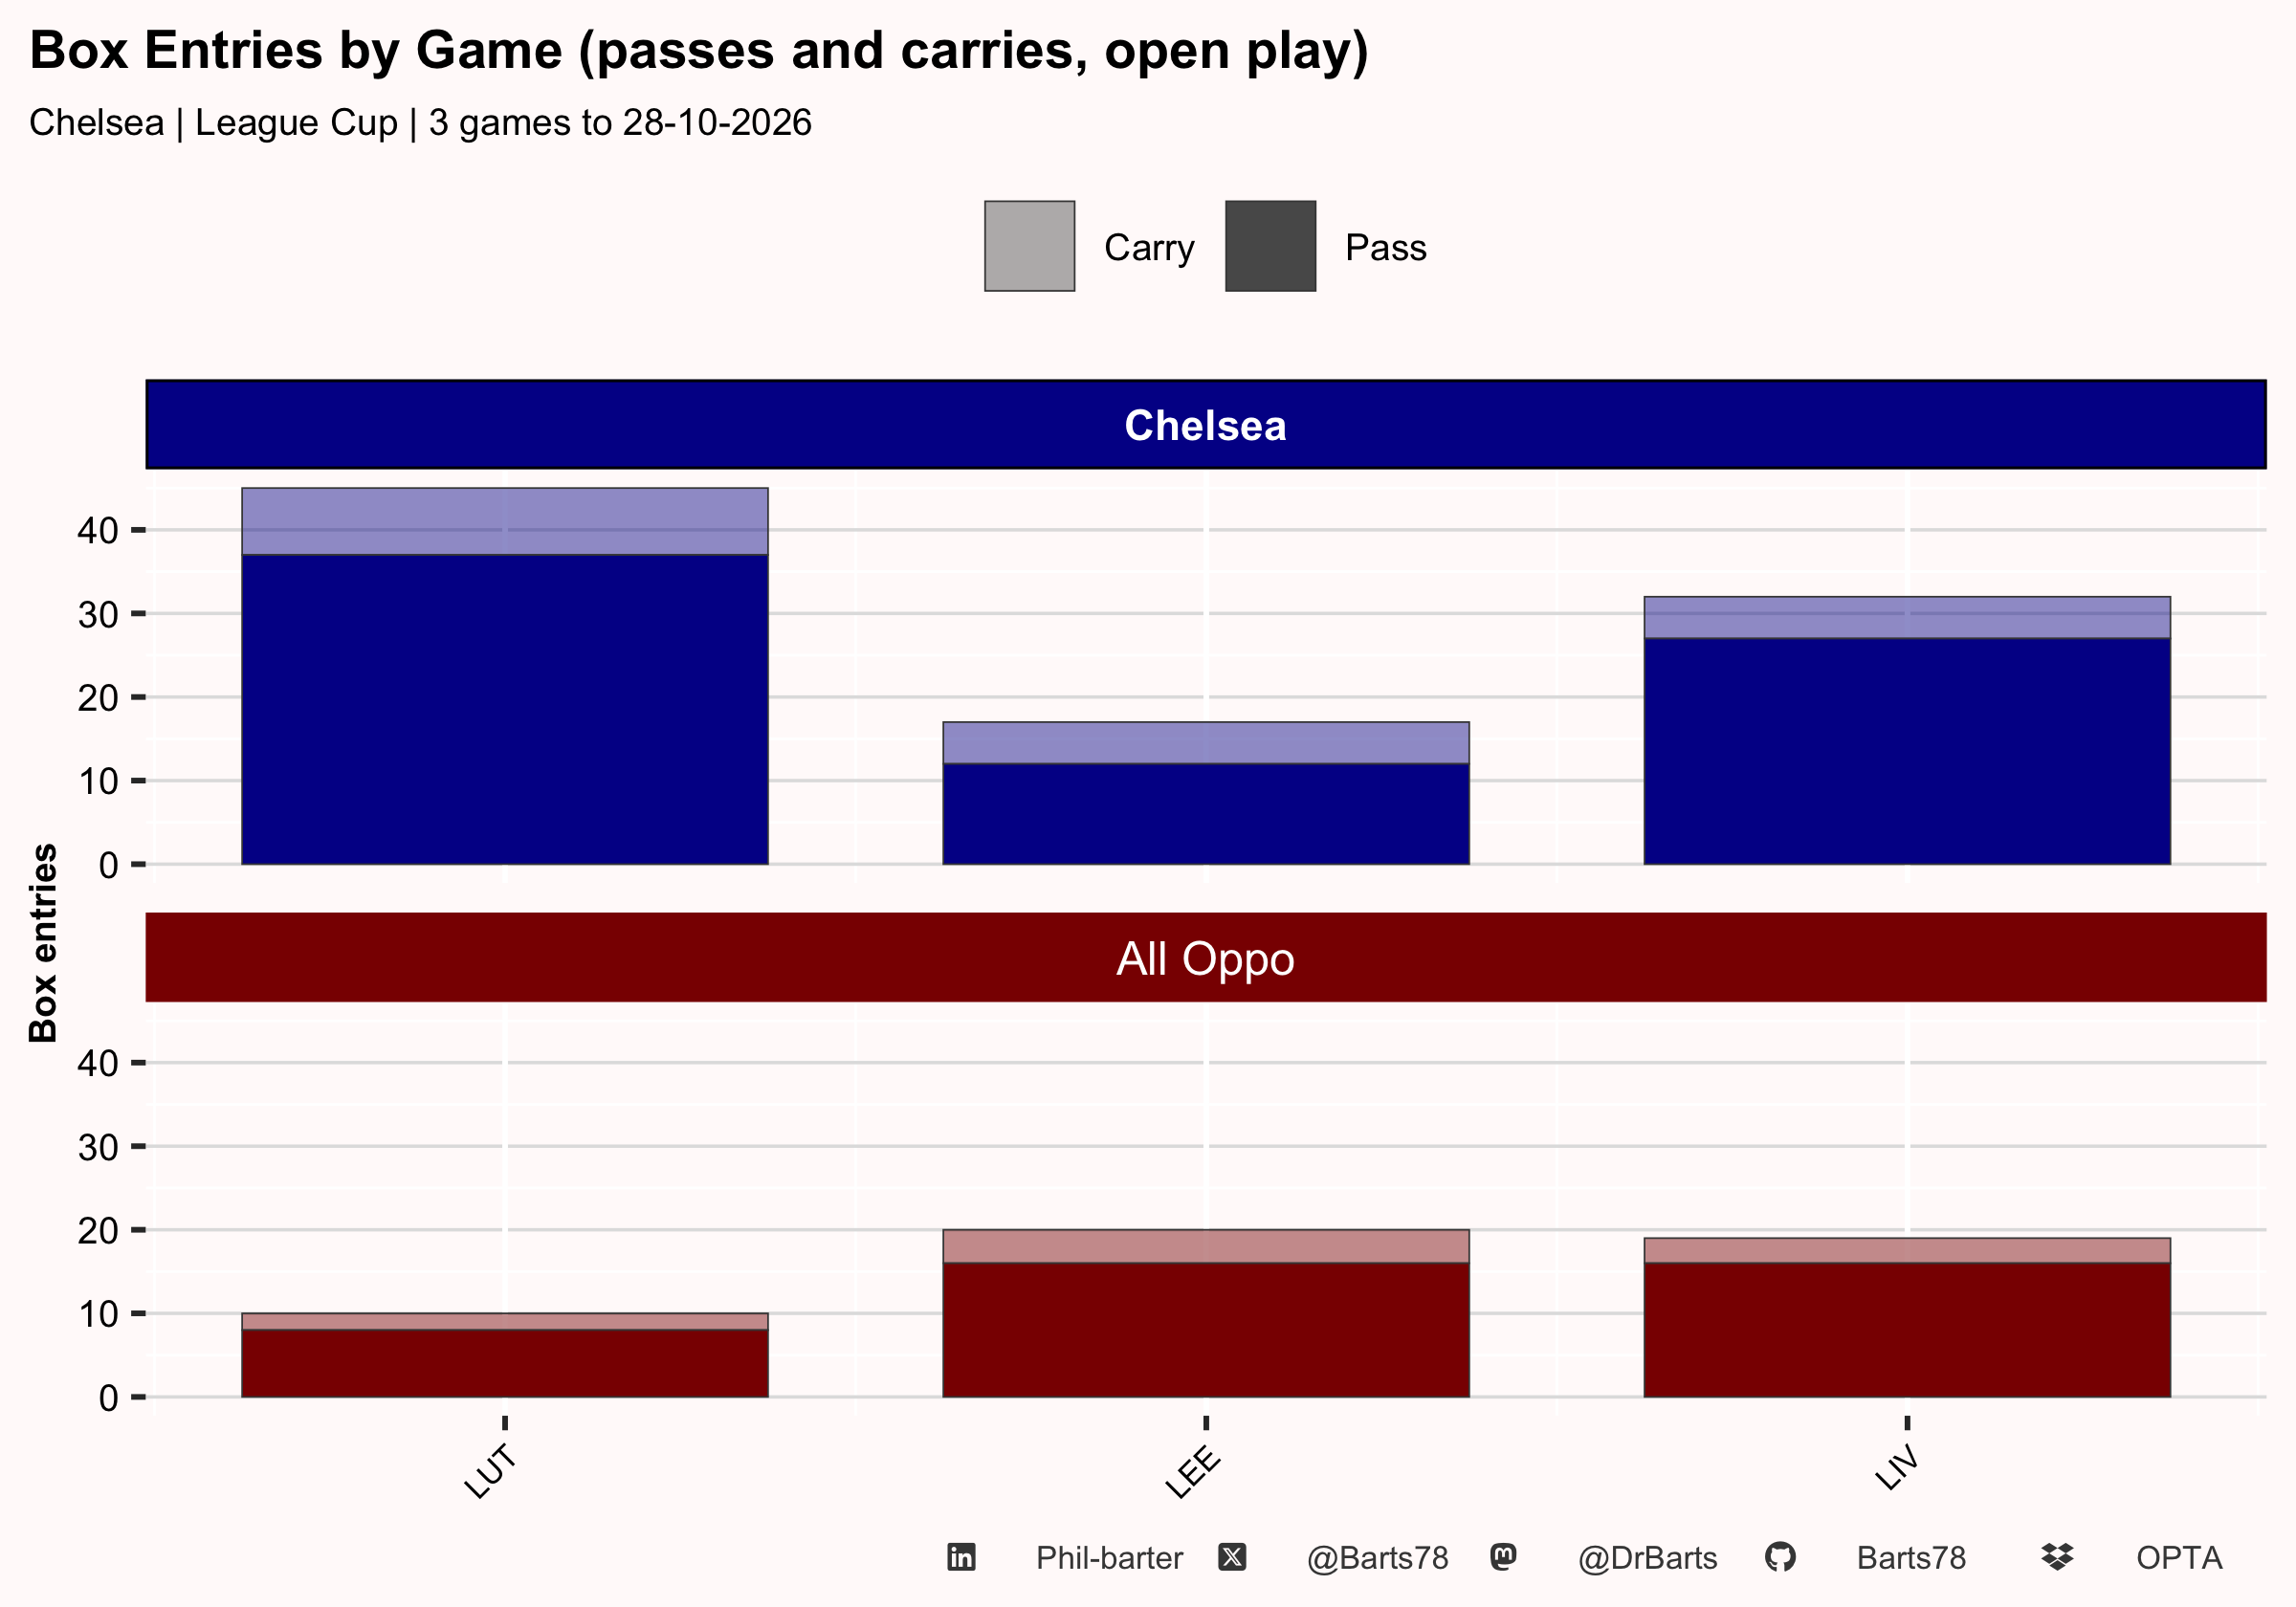 Box Entries by Game (passes and carries, open play)
Chelsea | League Cup | 3 games to 28-10-2026
Carry
Pass
Chelsea
40
30
20
10
0
Box entries
All Oppo
40
30
20
10
0
LUT
LEE
LIV
Phil-barter @Barts78 @DrBarts Barts78 OPTA